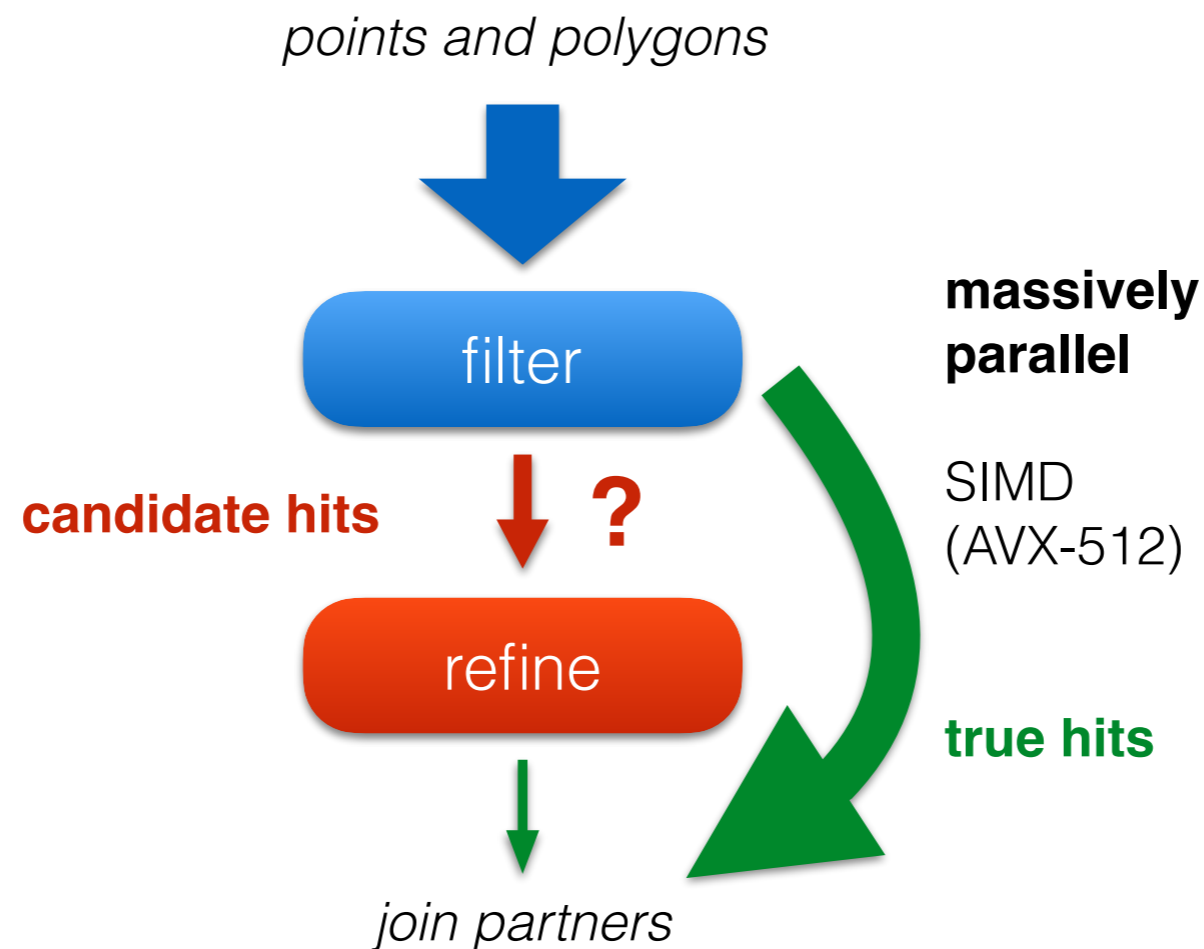 points and polygons
filter
massively
parallel
candidate hits
?
SIMD
(AVX-512)
refine
true hits
join partners